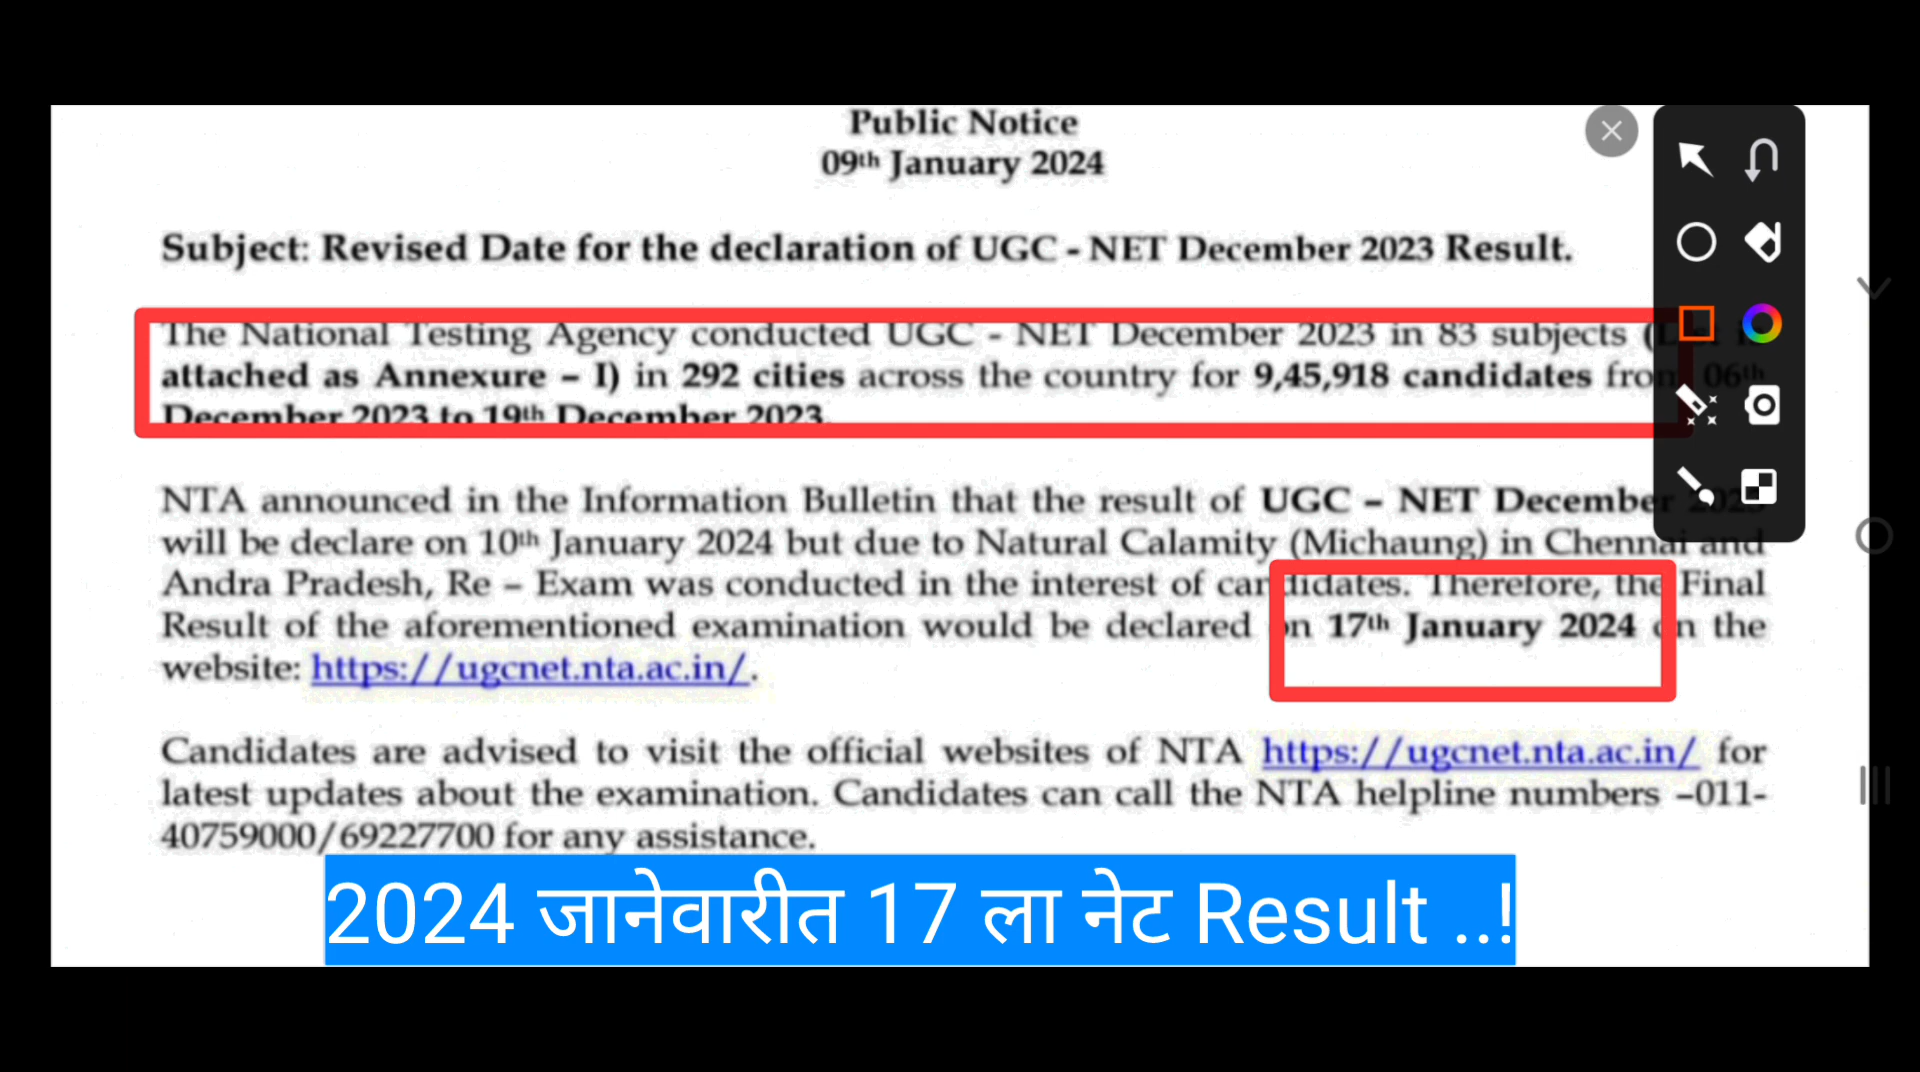 Public Notice
09th January 2024
Subject: Revised Date for the declaration of UGC - NET December 2023 Result.
The National Testing Agency conducted UGC - NET December 2023 in 83 subjects (
attached as Annexure – I) in 292 cities across the country for 9,45,918 candidates from 06th
December 2023 to 19th December 2023.
NTA announced in the Information Bulletin that the result of UGC – NET December 2023
will be declare on 10th January 2024 but due to Natural Calamity (Michaung) in Chennai and
Andra Pradesh, Re – Exam was conducted in the interest of candidates. Therefore, the Final
Result of the aforementioned examination would be declared on 17th January 2024 on the
website: https://ugcnet.nta.ac.in/.
Candidates are advised to visit the official websites of NTA https://ugcnet.nta.ac.in/ for
latest updates about the examination. Candidates can call the NTA helpline numbers –011-
40759000/69227700 for any assistance.
2024 जानेवारीत 17 ला नेट Result ..!